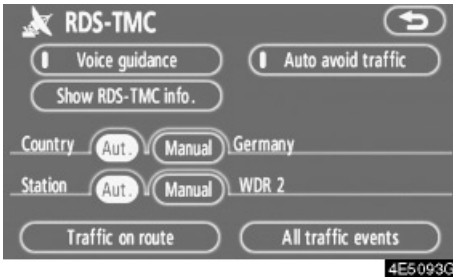 RDS-TMC
Voice guidance Auto avoid traffic
Show RDS-TMC info.
Country Aut. Manual Germany
Station Aut. Manual WDR 2
Traffic on route All traffic events
4E5093G